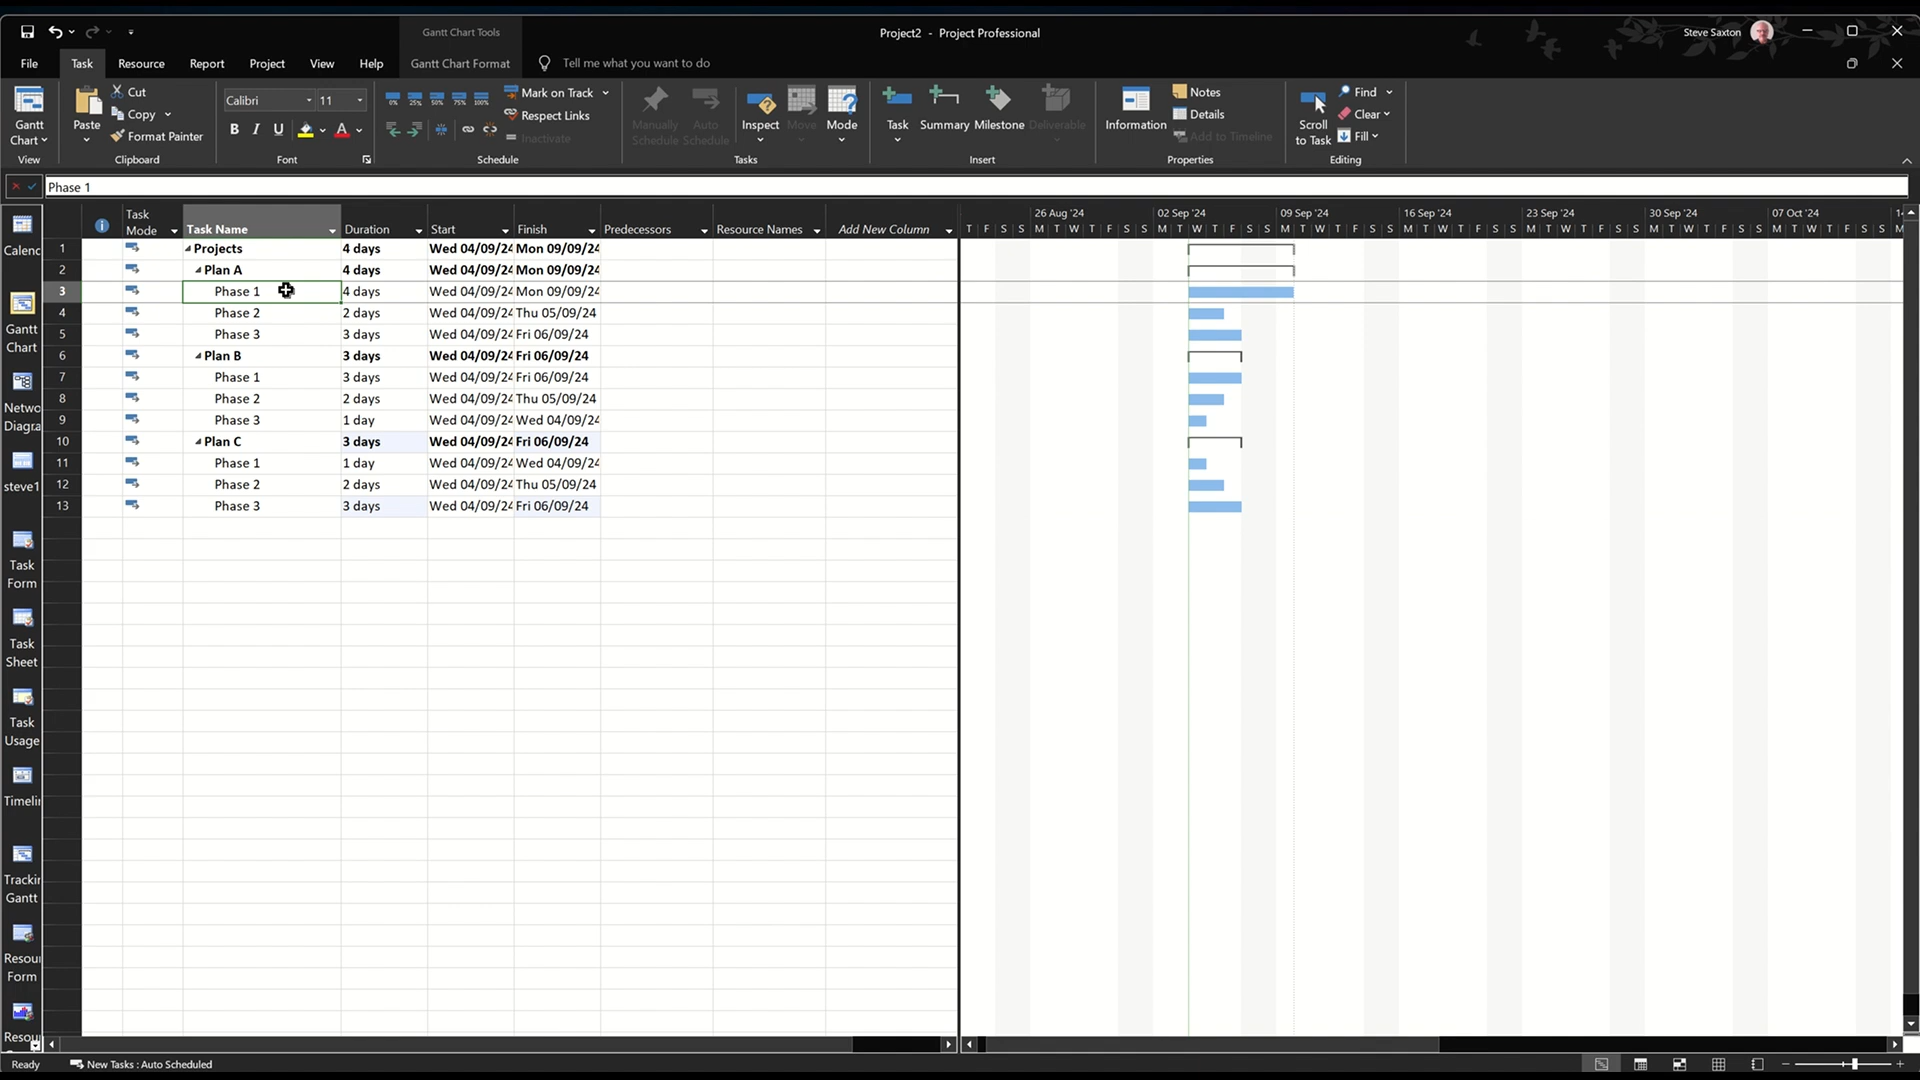 Gantt Chart Tools
Project2 - Project Professional
Steve Saxton
File Task Resource Report Project View Help Gantt Chart Format Tell me what you want to do
Gantt
Chart
View
Paste
Cut
Copy
Format Painter
Clipboard
Calibri 11
B I U A
Font
0% 25% 50% 75% 100%
Mark on Track
Respect Links
Inactivate
Schedule
Manually
Schedule
Auto
Schedule
Inspect
Move
Mode
Tasks
Task
Summary
Milestone
Deliverable
Insert
Information
Notes
Details
Add to Timeline
Properties
Scroll
to Task
Find
Clear
Fill
Editing
Phase 1
Task
Mode Task Name Duration Start Finish Predecessors Resource Names Add New Column
1 Projects 4 days Wed 04/09/24 Mon 09/09/24
2 Plan A 4 days Wed 04/09/24 Mon 09/09/24
3 Phase 1 4 days Wed 04/09/24 Mon 09/09/24
4 Phase 2 2 days Wed 04/09/24 Thu 05/09/24
5 Phase 3 3 days Wed 04/09/24 Fri 06/09/24
6 Plan B 3 days Wed 04/09/24 Fri 06/09/24
7 Phase 1 3 days Wed 04/09/24 Fri 06/09/24
8 Phase 2 2 days Wed 04/09/24 Thu 05/09/24
9 Phase 3 1 day Wed 04/09/24 Wed 04/09/24
10 Plan C 3 days Wed 04/09/24 Fri 06/09/24
11 Phase 1 1 day Wed 04/09/24 Wed 04/09/24
12 Phase 2 2 days Wed 04/09/24 Thu 05/09/24
13 Phase 3 3 days Wed 04/09/24 Fri 06/09/24
26 Aug '24 02 Sep '24 09 Sep '24 16 Sep '24 23 Sep '24 30 Sep '24 07 Oct '24 14
T F S S M T W T F S S M T W T F S S M T W T F S S M T W T F S S M T W T F S S M T W T F S S M T W T F S S M
Calenc
Gantt
Chart
Netwo
Diagra
steve1
Task
Form
Task
Sheet
Task
Usage
Timelin
Trackin
Gantt
Resou
Form
Resou
Ready New Tasks : Auto Scheduled